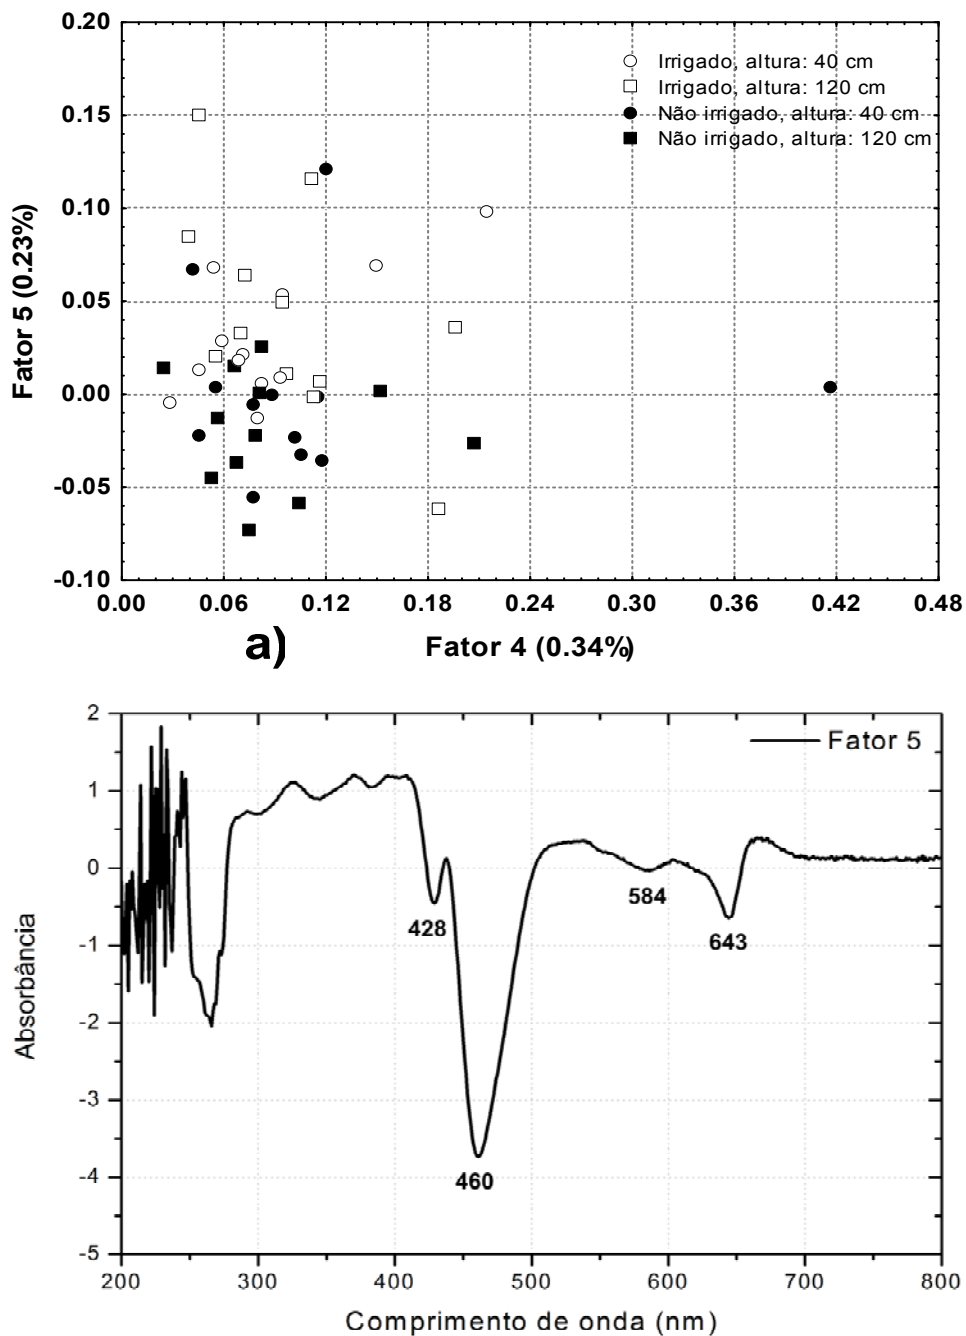 0.20
0.15
0.10
0.05
0.00
-0.05
-0.10
Fator 5 (0.23%)
Irrigado, altura: 40 cm
Irrigado, altura: 120 cm
Não irrigado, altura: 40 cm
Não irrigado, altura: 120 cm
0.00 0.06 0.12 0.18 0.24 0.30 0.36 0.42 0.48
a) Fator 4 (0.34%)
2
1
0
-1
-2
-3
-4
-5
Absorbância
Fator 5
428
460
584
643
200 300 400 500 600 700 800
Comprimento de onda (nm)